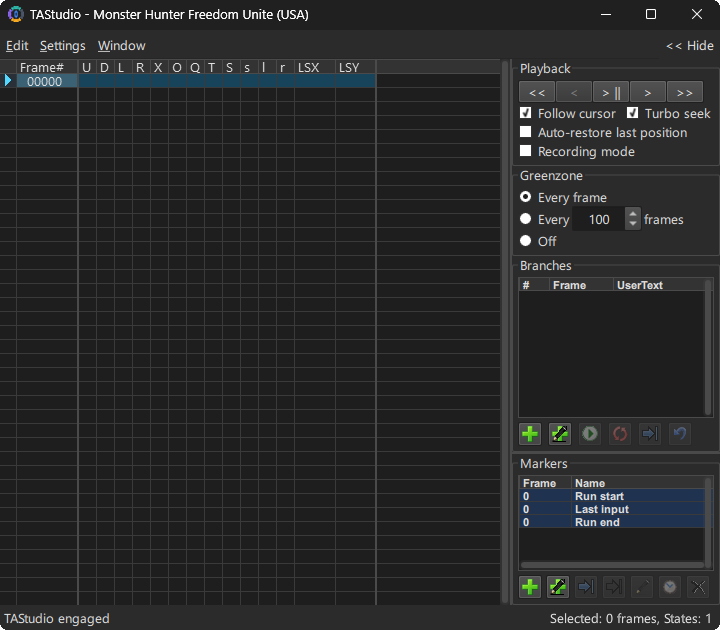 TAStudio - Monster Hunter Freedom Unite (USA)
Edit Settings Window << Hide
Frame# U D L R X O Q T S s l r LSX LSY
00000
Playback
<< < > || > >>
Follow cursor Turbo seek
Auto-restore last position
Recording mode
Greenzone
Every frame
Every 100 frames
Off
Branches
# Frame UserText
Markers
Frame Name
0 Run start
0 Last input
0 Run end
TAStudio engaged Selected: 0 frames, States: 1